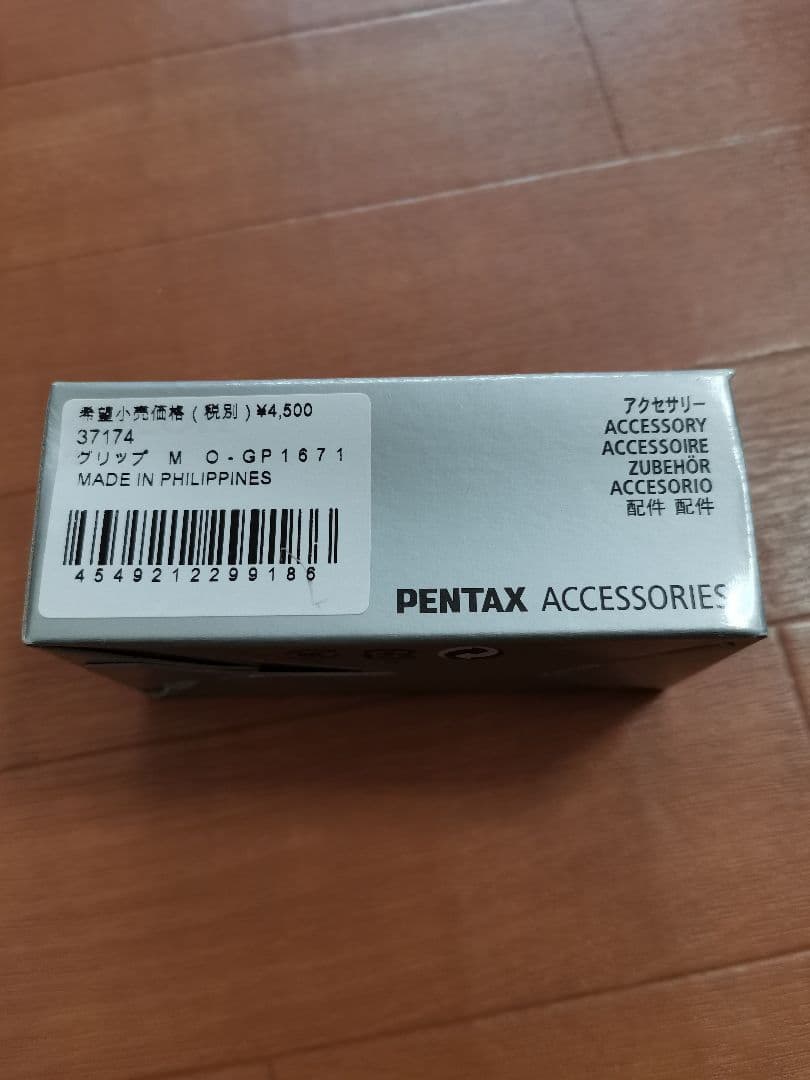 希望小売価格(税別)¥4,500
37174
グリップ M O-GP1671
MADE IN PHILIPPINES
4549212299186
アクセサリー
ACCESSORY
ACCESSOIRE
ZUBEHÖR
ACCESORIO
配件 配件
PENTAX ACCESSORIES